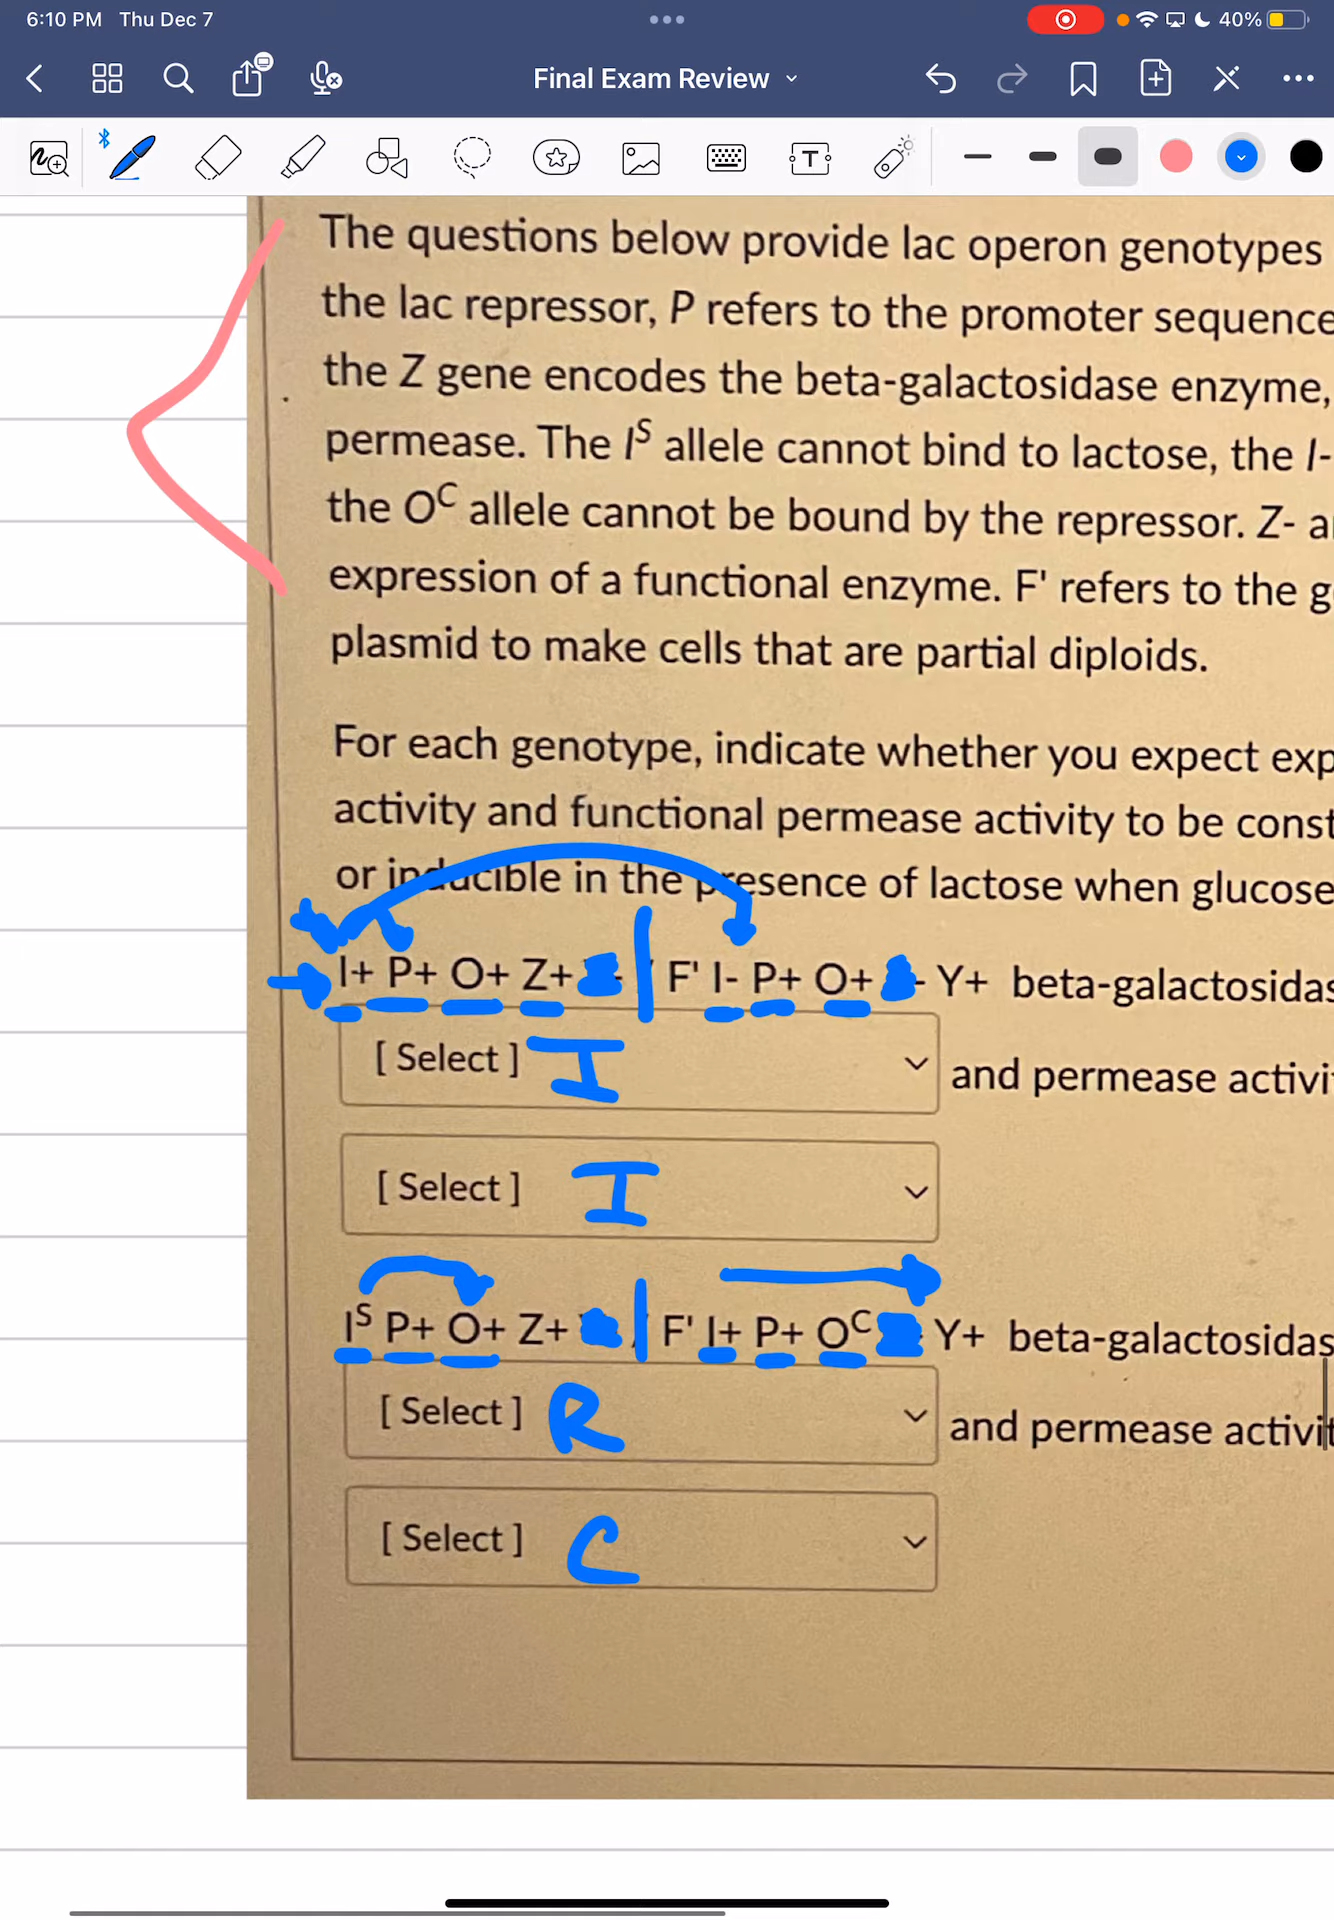 6:10 PM Thu Dec 7
40%
Final Exam Review
T
The questions below provide lac operon genotypes
the lac repressor, P refers to the promoter sequence
the Z gene encodes the beta-galactosidase enzyme,
permease. The Iˢ allele cannot bind to lactose, the I-
the Oᶜ allele cannot be bound by the repressor. Z-
expression of a functional enzyme. F' refers to the
plasmid to make cells that are partial diploids.
For each genotype, indicate whether you expect
activity and functional permease activity to be
or inducible in the presence of lactose when glucose
I+ P+ O+ Z+ F' I- P+ O+ - Y+ beta-galactosidas
[ Select ] I
and permease activi
[ Select ] I
Iˢ P+ O+ Z+ / F' I+ P+ Oᶜ Y+ beta-galactosidas
[ Select ] R
and permease activit
[ Select ] C